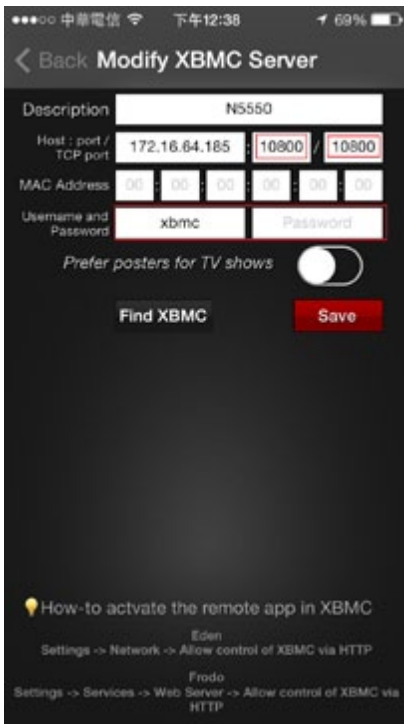 中華電信 下午12:38 69%
Back Modify XBMC Server
Description N5550
Host : port / TCP port 172.16.64.185 : 10800 / 10800
MAC Address 00 : 00 : 00 : 00 : 00 : 00
Username and Password xbmc Password
Prefer posters for TV shows
Find XBMC Save
How-to actvate the remote app in XBMC
Eden
Settings -> Network -> Allow control of XBMC via HTTP
Frodo
Settings -> Services -> Web Server -> Allow control of XBMC via
HTTP